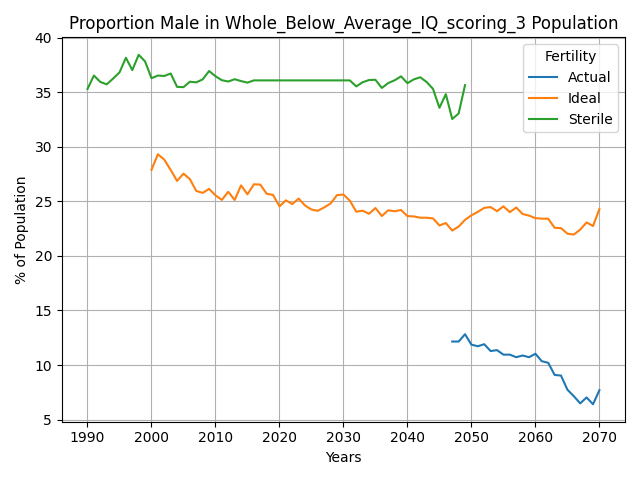 Proportion Male in Whole_Below_Average_IQ_scoring_3 Population
Fertility
Actual
Ideal
Sterile
% of Population
40
35
30
25
20
15
10
5
1990 2000 2010 2020 2030 2040 2050 2060 2070
Years